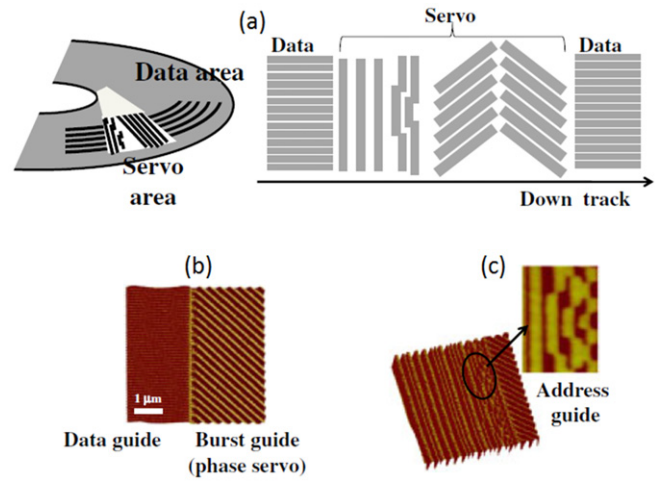 (a)
Servo
Data
Data
Data area
Servo
area
Down track
(b)
(c)
1 μm
Data guide
Burst guide
(phase servo)
Address
guide